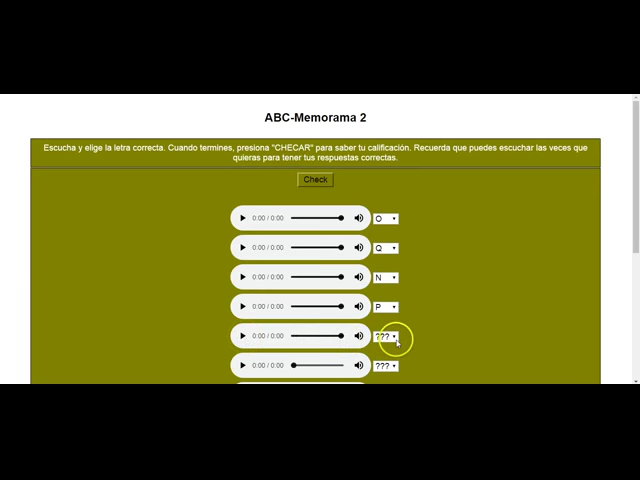 ABC-Memorama 2
Escucha y elige la letra correcta. Cuando termines, presiona "CHECAR" para saber tu calificación. Recuerda que puedes escuchar las veces que
quieras para tener tus respuestas correctas.
Check
0:00 / 0:00 O
0:00 / 0:00 Q
0:00 / 0:00 N
0:00 / 0:00 P
0:00 / 0:00 ???
0:00 / 0:00 ???